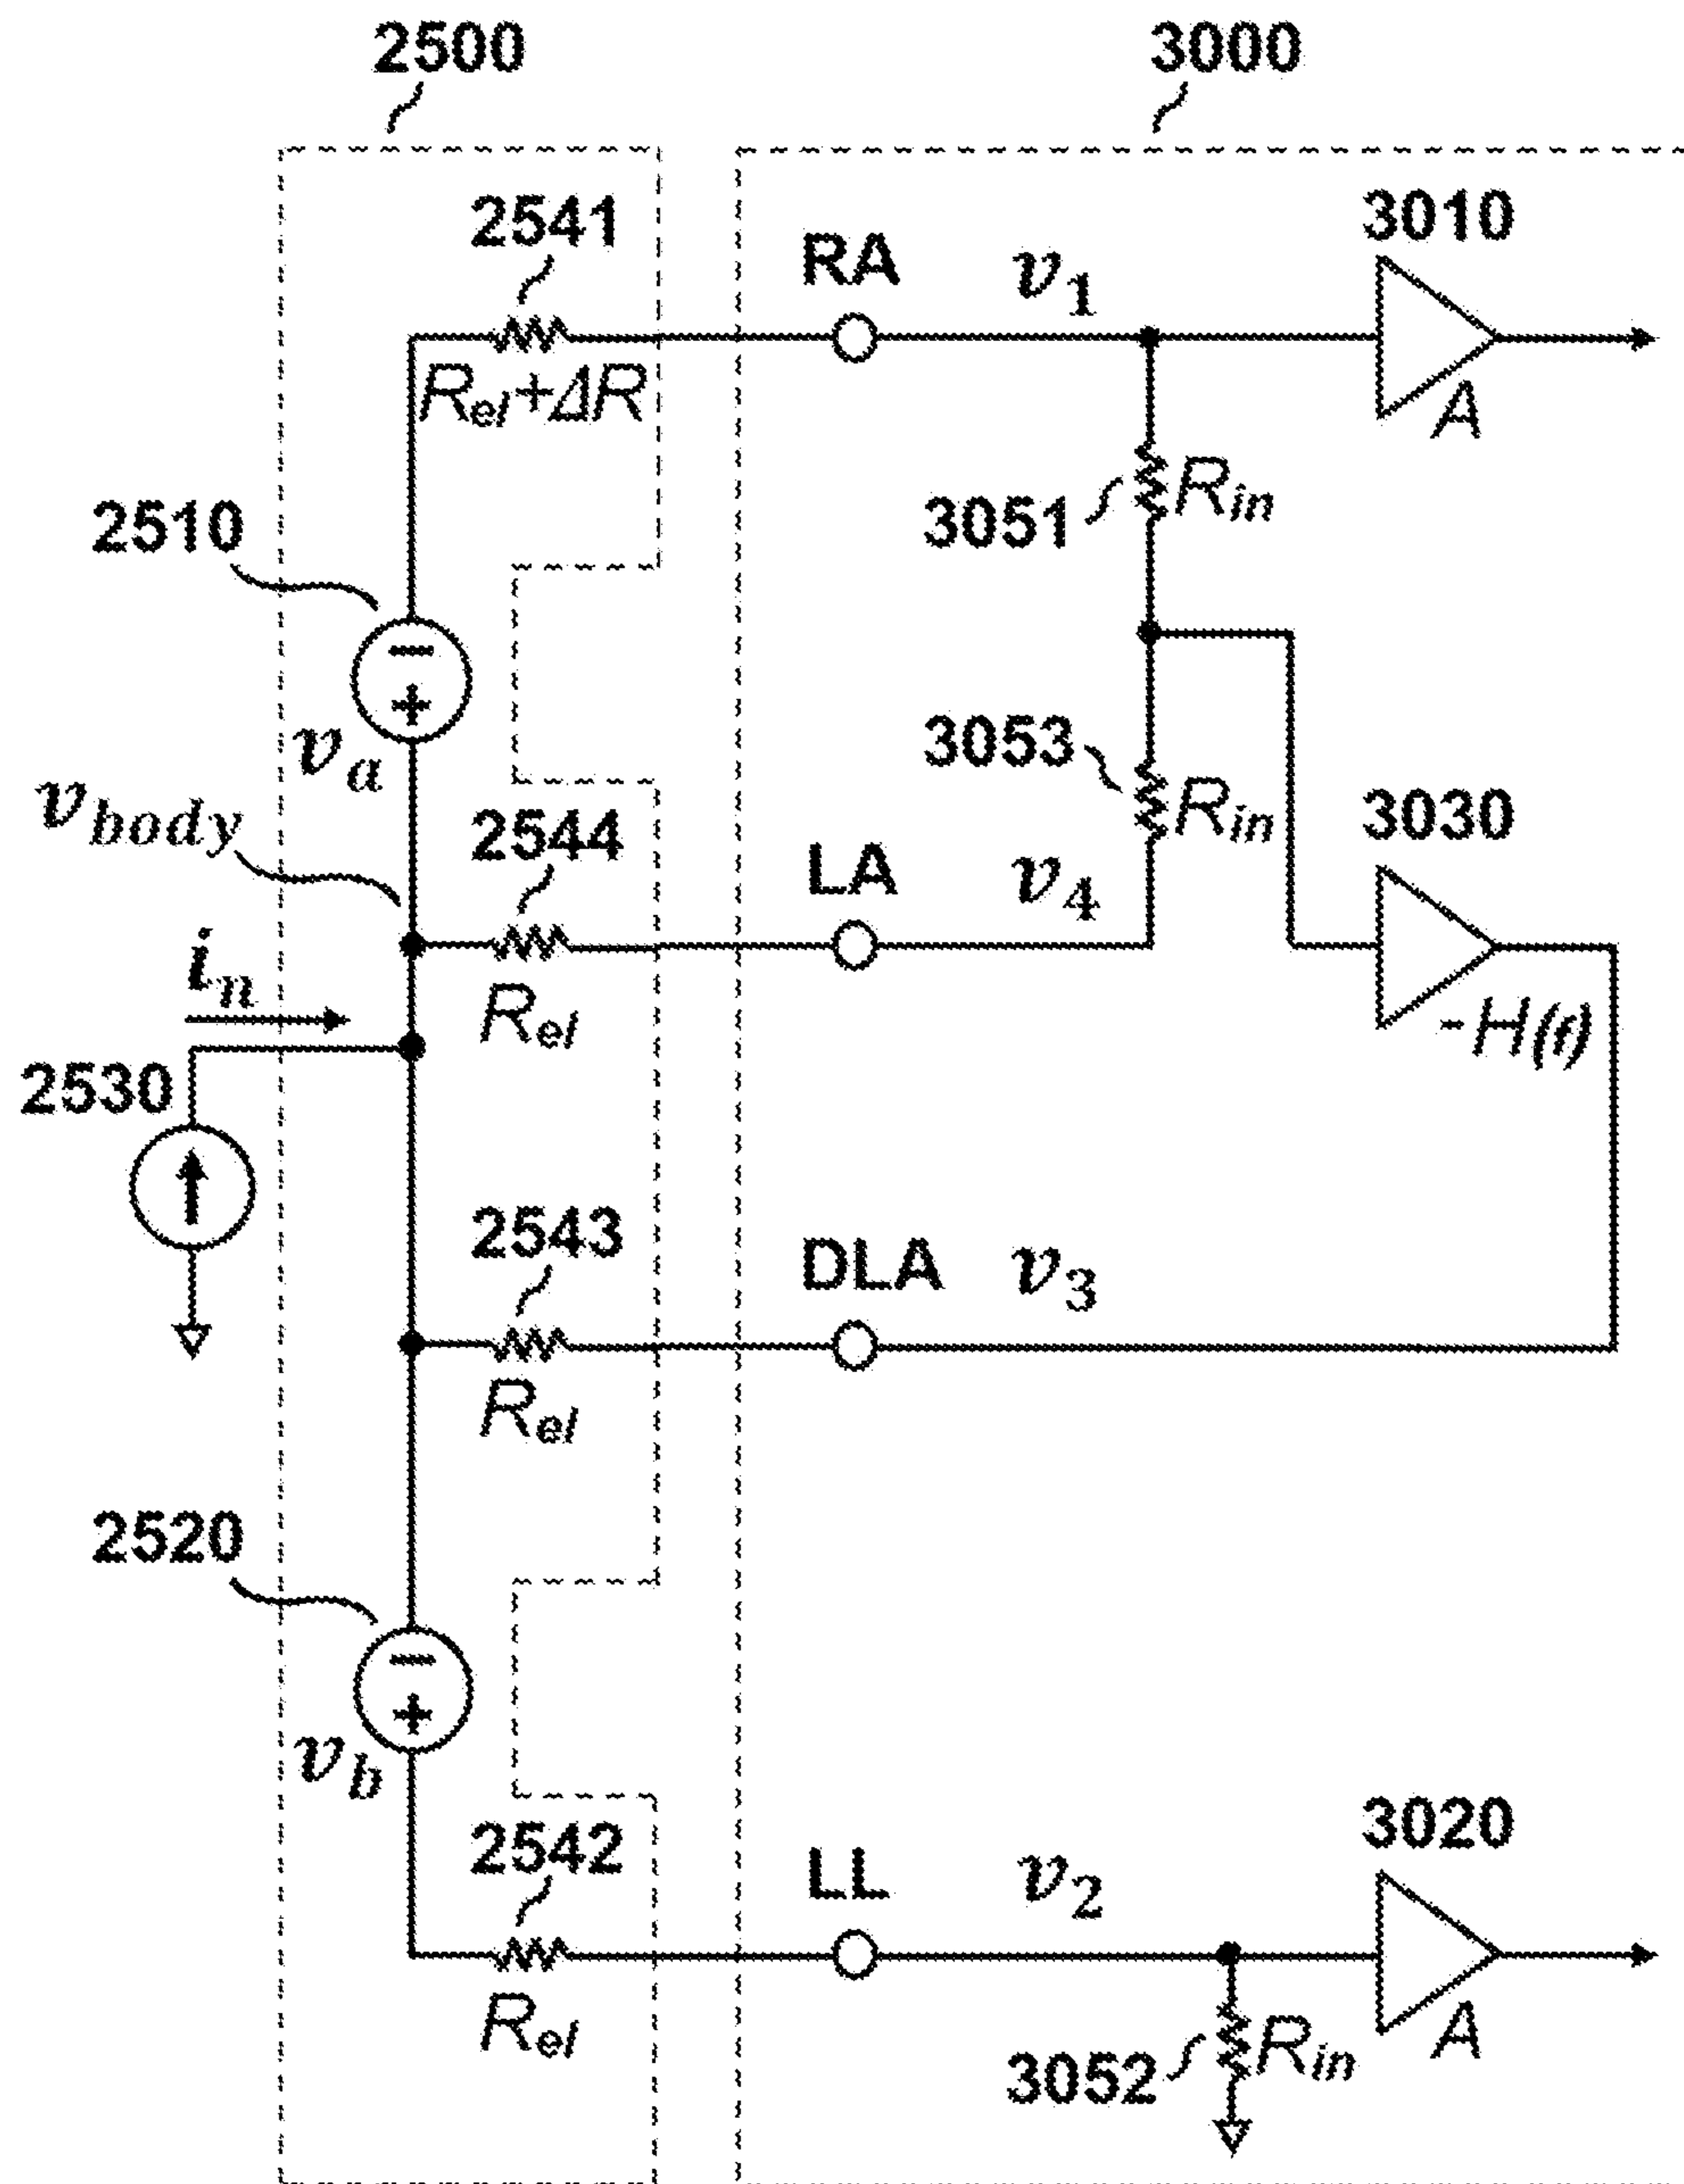 2500
3000
2541
RA
v1
3010
Rel+ΔR
A
2510
3051
Rin
va
3053
Rin
3030
vbody
2544
LA
v4
in
Rel
-H(f)
2530
2543
DLA
v3
Rel
2520
vb
2542
LL
v2
3020
Rel
3052
Rin
A